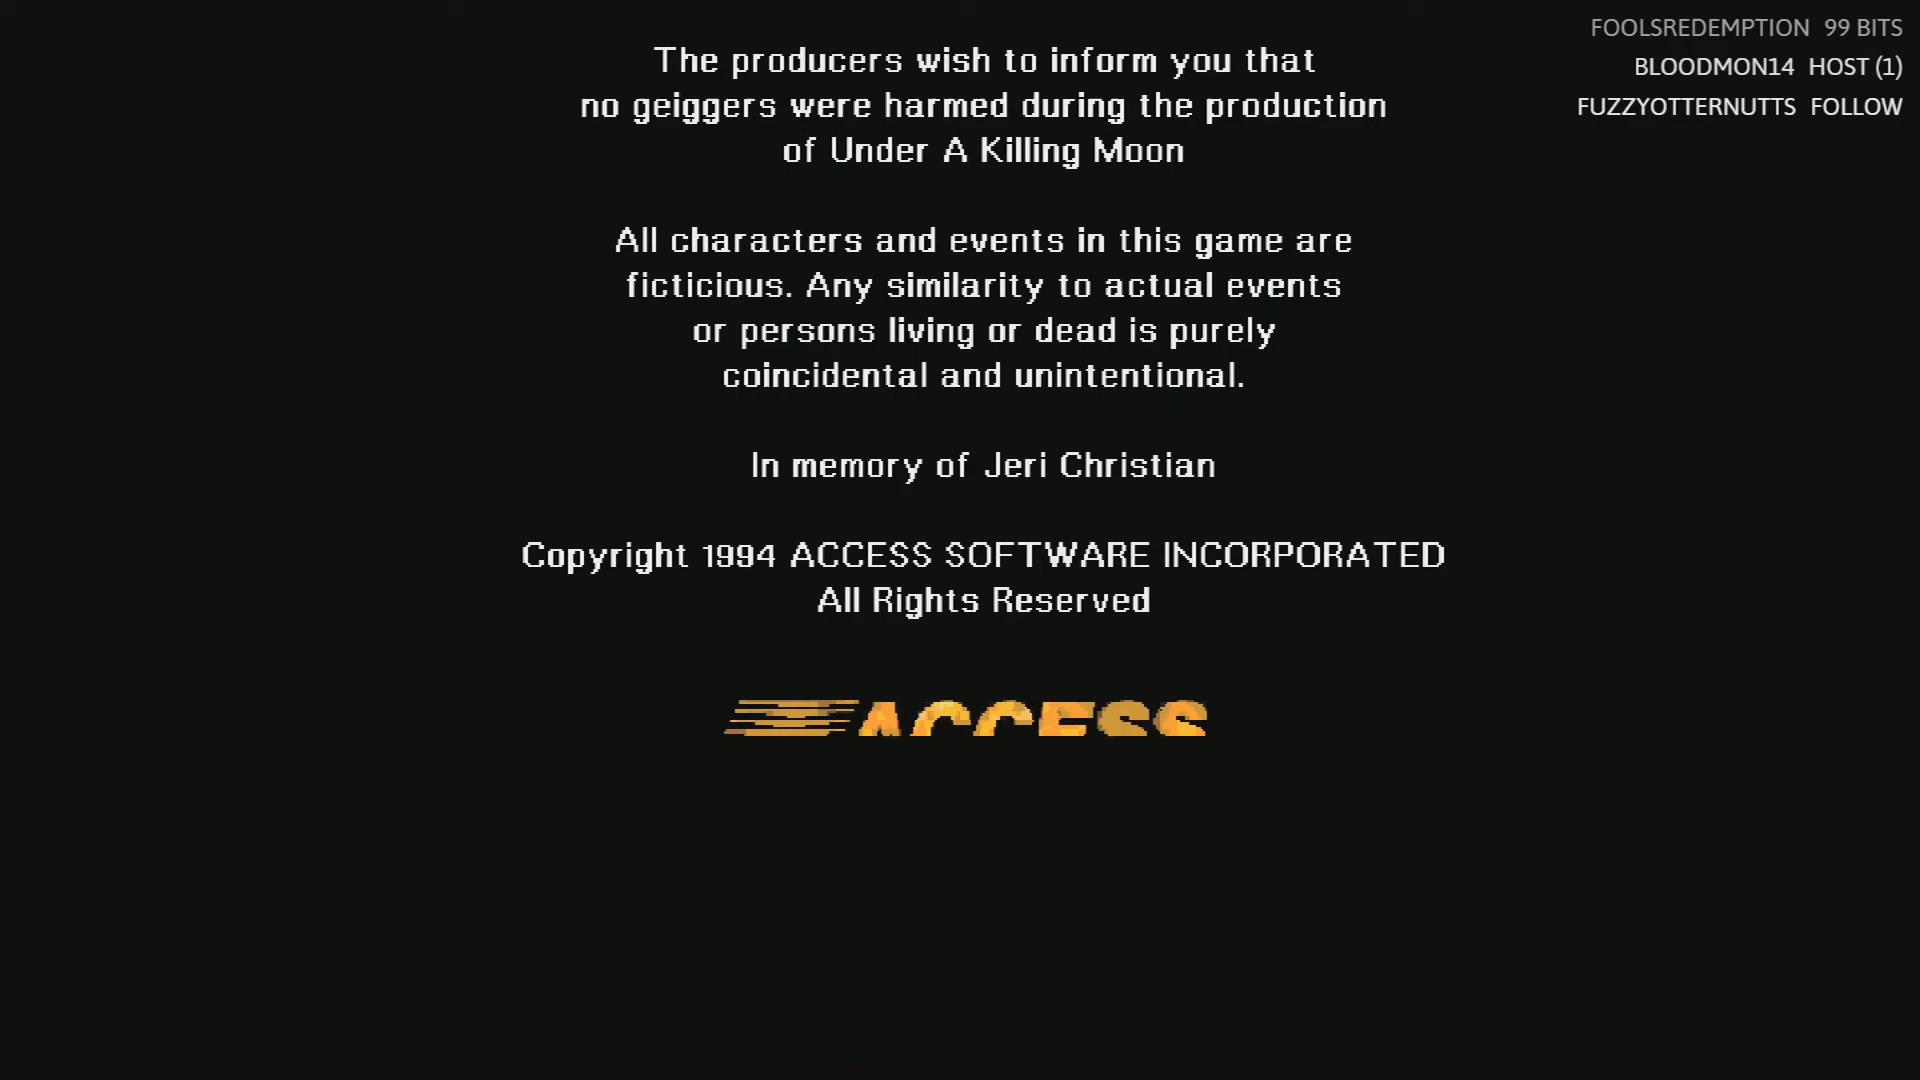 FOOLSREDEMPTION 99 BITS
BLOODMON14 HOST (1)
FUZZYOTTERNUTTS FOLLOW
The producers wish to inform you that
no geiggers were harmed during the production
of Under A Killing Moon
All characters and events in this game are
ficticious. Any similarity to actual events
or persons living or dead is purely
coincidental and unintentional.
In memory of Jeri Christian
Copyright 1994 ACCESS SOFTWARE INCORPORATED
All Rights Reserved
ACCESS